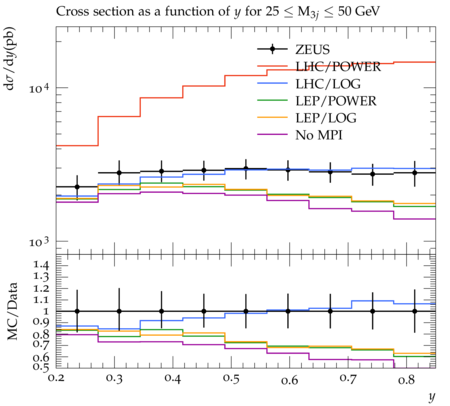 Cross section as a function of y for 25 ≤ M3j ≤ 50 GeV
dσ/dy(pb)
10⁴
10³
ZEUS
LHC/POWER
LHC/LOG
LEP/POWER
LEP/LOG
No MPI
MC/Data
1.4
1.3
1.2
1.1
1
0.9
0.8
0.7
0.6
0.5
0.2 0.3 0.4 0.5 0.6 0.7 0.8
y